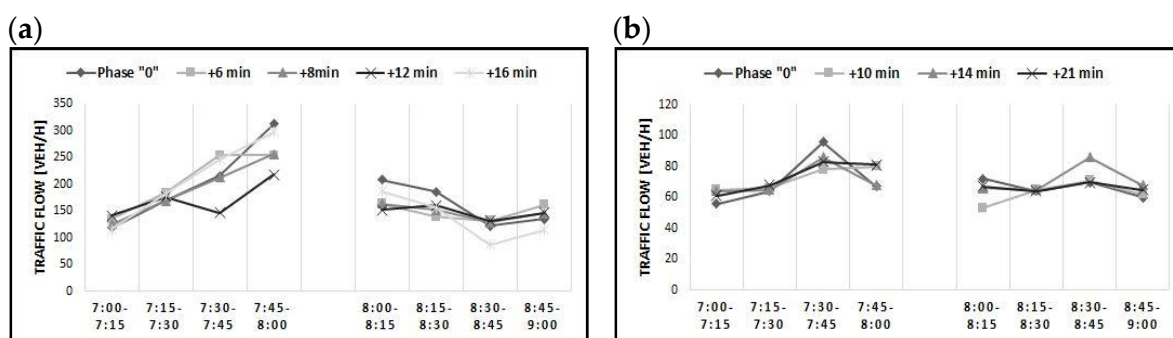 (a)
Phase "0" +6 min +8min +12 min +16 min
TRAFFIC FLOW [VEH/H]
350
300
250
200
150
100
50
0
7:00- 7:15- 7:30- 7:45- 8:00- 8:15- 8:30- 8:45-
7:15 7:30 7:45 8:00 8:15 8:30 8:45 9:00
(b)
Phase "0" +10 min +14 min +21 min
TRAFFIC FLOW [VEH/H]
120
100
80
60
40
20
0
7:00- 7:15- 7:30- 7:45- 8:00- 8:15- 8:30- 8:45-
7:15 7:30 7:45 8:00 8:15 8:30 8:45 9:00